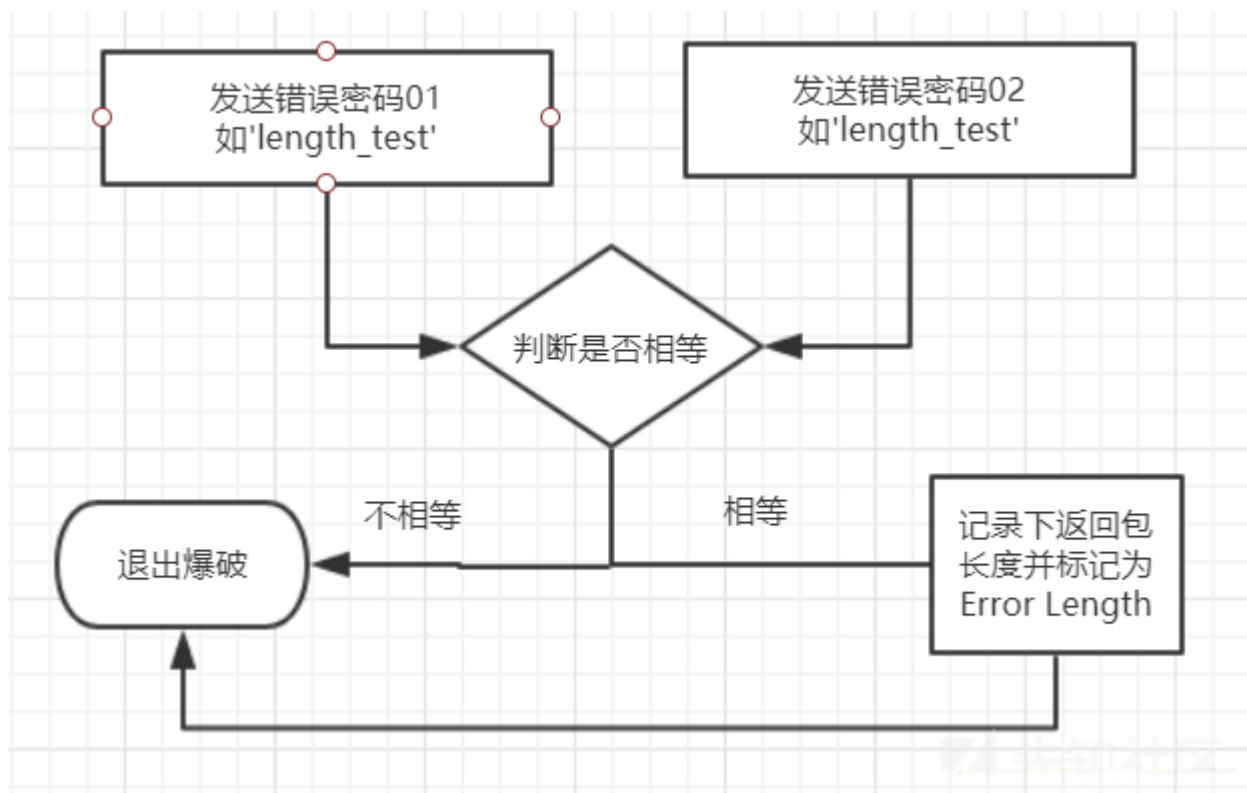 发送错误密码01
如'length_test'
发送错误密码02
如'length_test'
判断是否相等
不相等
相等
退出爆破
记录下返回包
长度并标记为
Error Length